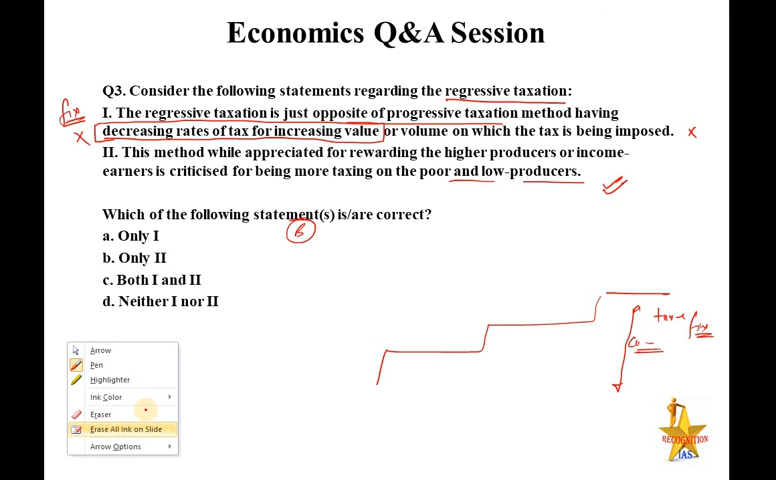 Economics Q&A Session
Q3. Consider the following statements regarding the regressive taxation:
fix
I. The regressive taxation is just opposite of progressive taxation method having
x decreasing rates of tax for increasing value or volume on which the tax is being imposed. x
II. This method while appreciated for rewarding the higher producers or income-
earners is criticised for being more taxing on the poor and low-producers.
Which of the following statement(s) is/are correct?
B
a. Only I
b. Only II
c. Both I and II
d. Neither I nor II
fix
Arrow
Pen
Highlighter
Ink Color
Eraser
Erase All Ink on Slide
Arrow Options
RECOGNITION
IAS